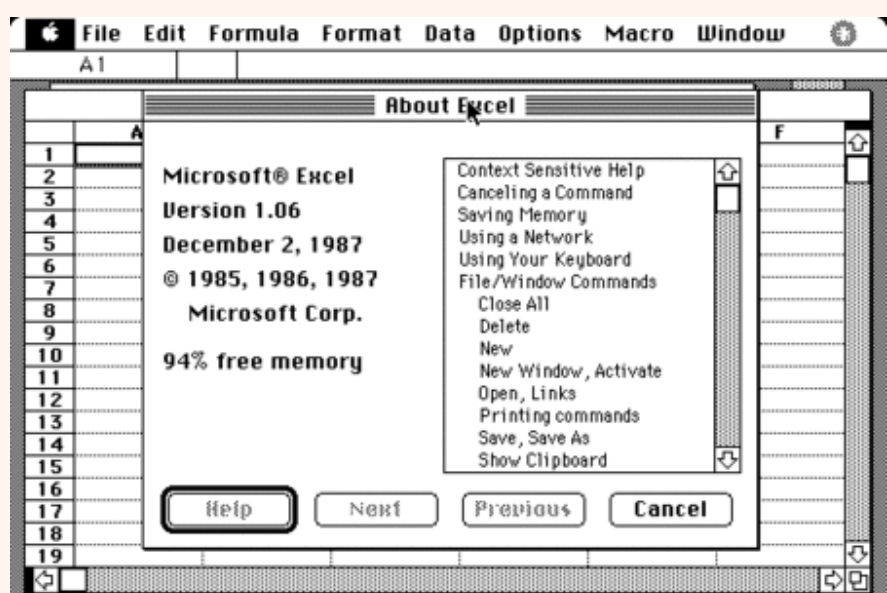 File Edit Formula Format Data Options Macro Window
A1
About Excel
A F
1
2
3
4
5
6
7
8
9
10
11
12
13
14
15
16
17
18
19
Microsoft® Excel
Version 1.06
December 2, 1987
© 1985, 1986, 1987
Microsoft Corp.
94% free memory
Context Sensitive Help
Canceling a Command
Saving Memory
Using a Network
Using Your Keyboard
File/Window Commands
Close All
Delete
New
New Window, Activate
Open, Links
Printing commands
Save, Save As
Show Clipboard
Help Next Previous Cancel